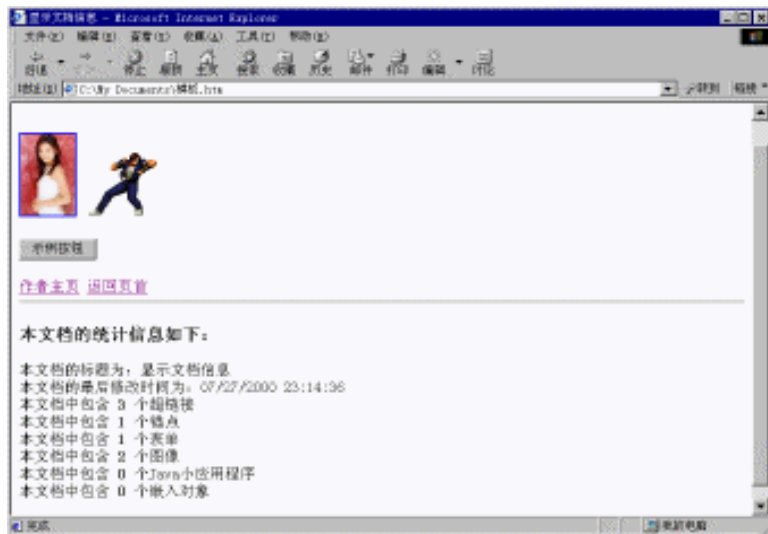 显示文档信息 - Microsoft Internet Explorer
文件(F) 编辑(E) 查看(V) 收藏(A) 工具(T) 帮助(H)
后退 停止 刷新 主页 搜索 收藏 历史 邮件 打印 编辑 讨论
地址(D) C:\My Documents\模板.htm 转到 链接
示例按钮
作者主页 返回页首
本文档的统计信息如下:
本文档的标题为:显示文档信息
本文档的最后修改时间为:07/27/2000 23:14:36
本文档中包含 3 个超链接
本文档中包含 1 个锚点
本文档中包含 1 个表单
本文档中包含 2 个图像
本文档中包含 0 个Java小应用程序
本文档中包含 0 个嵌入对象
完成 我的电脑